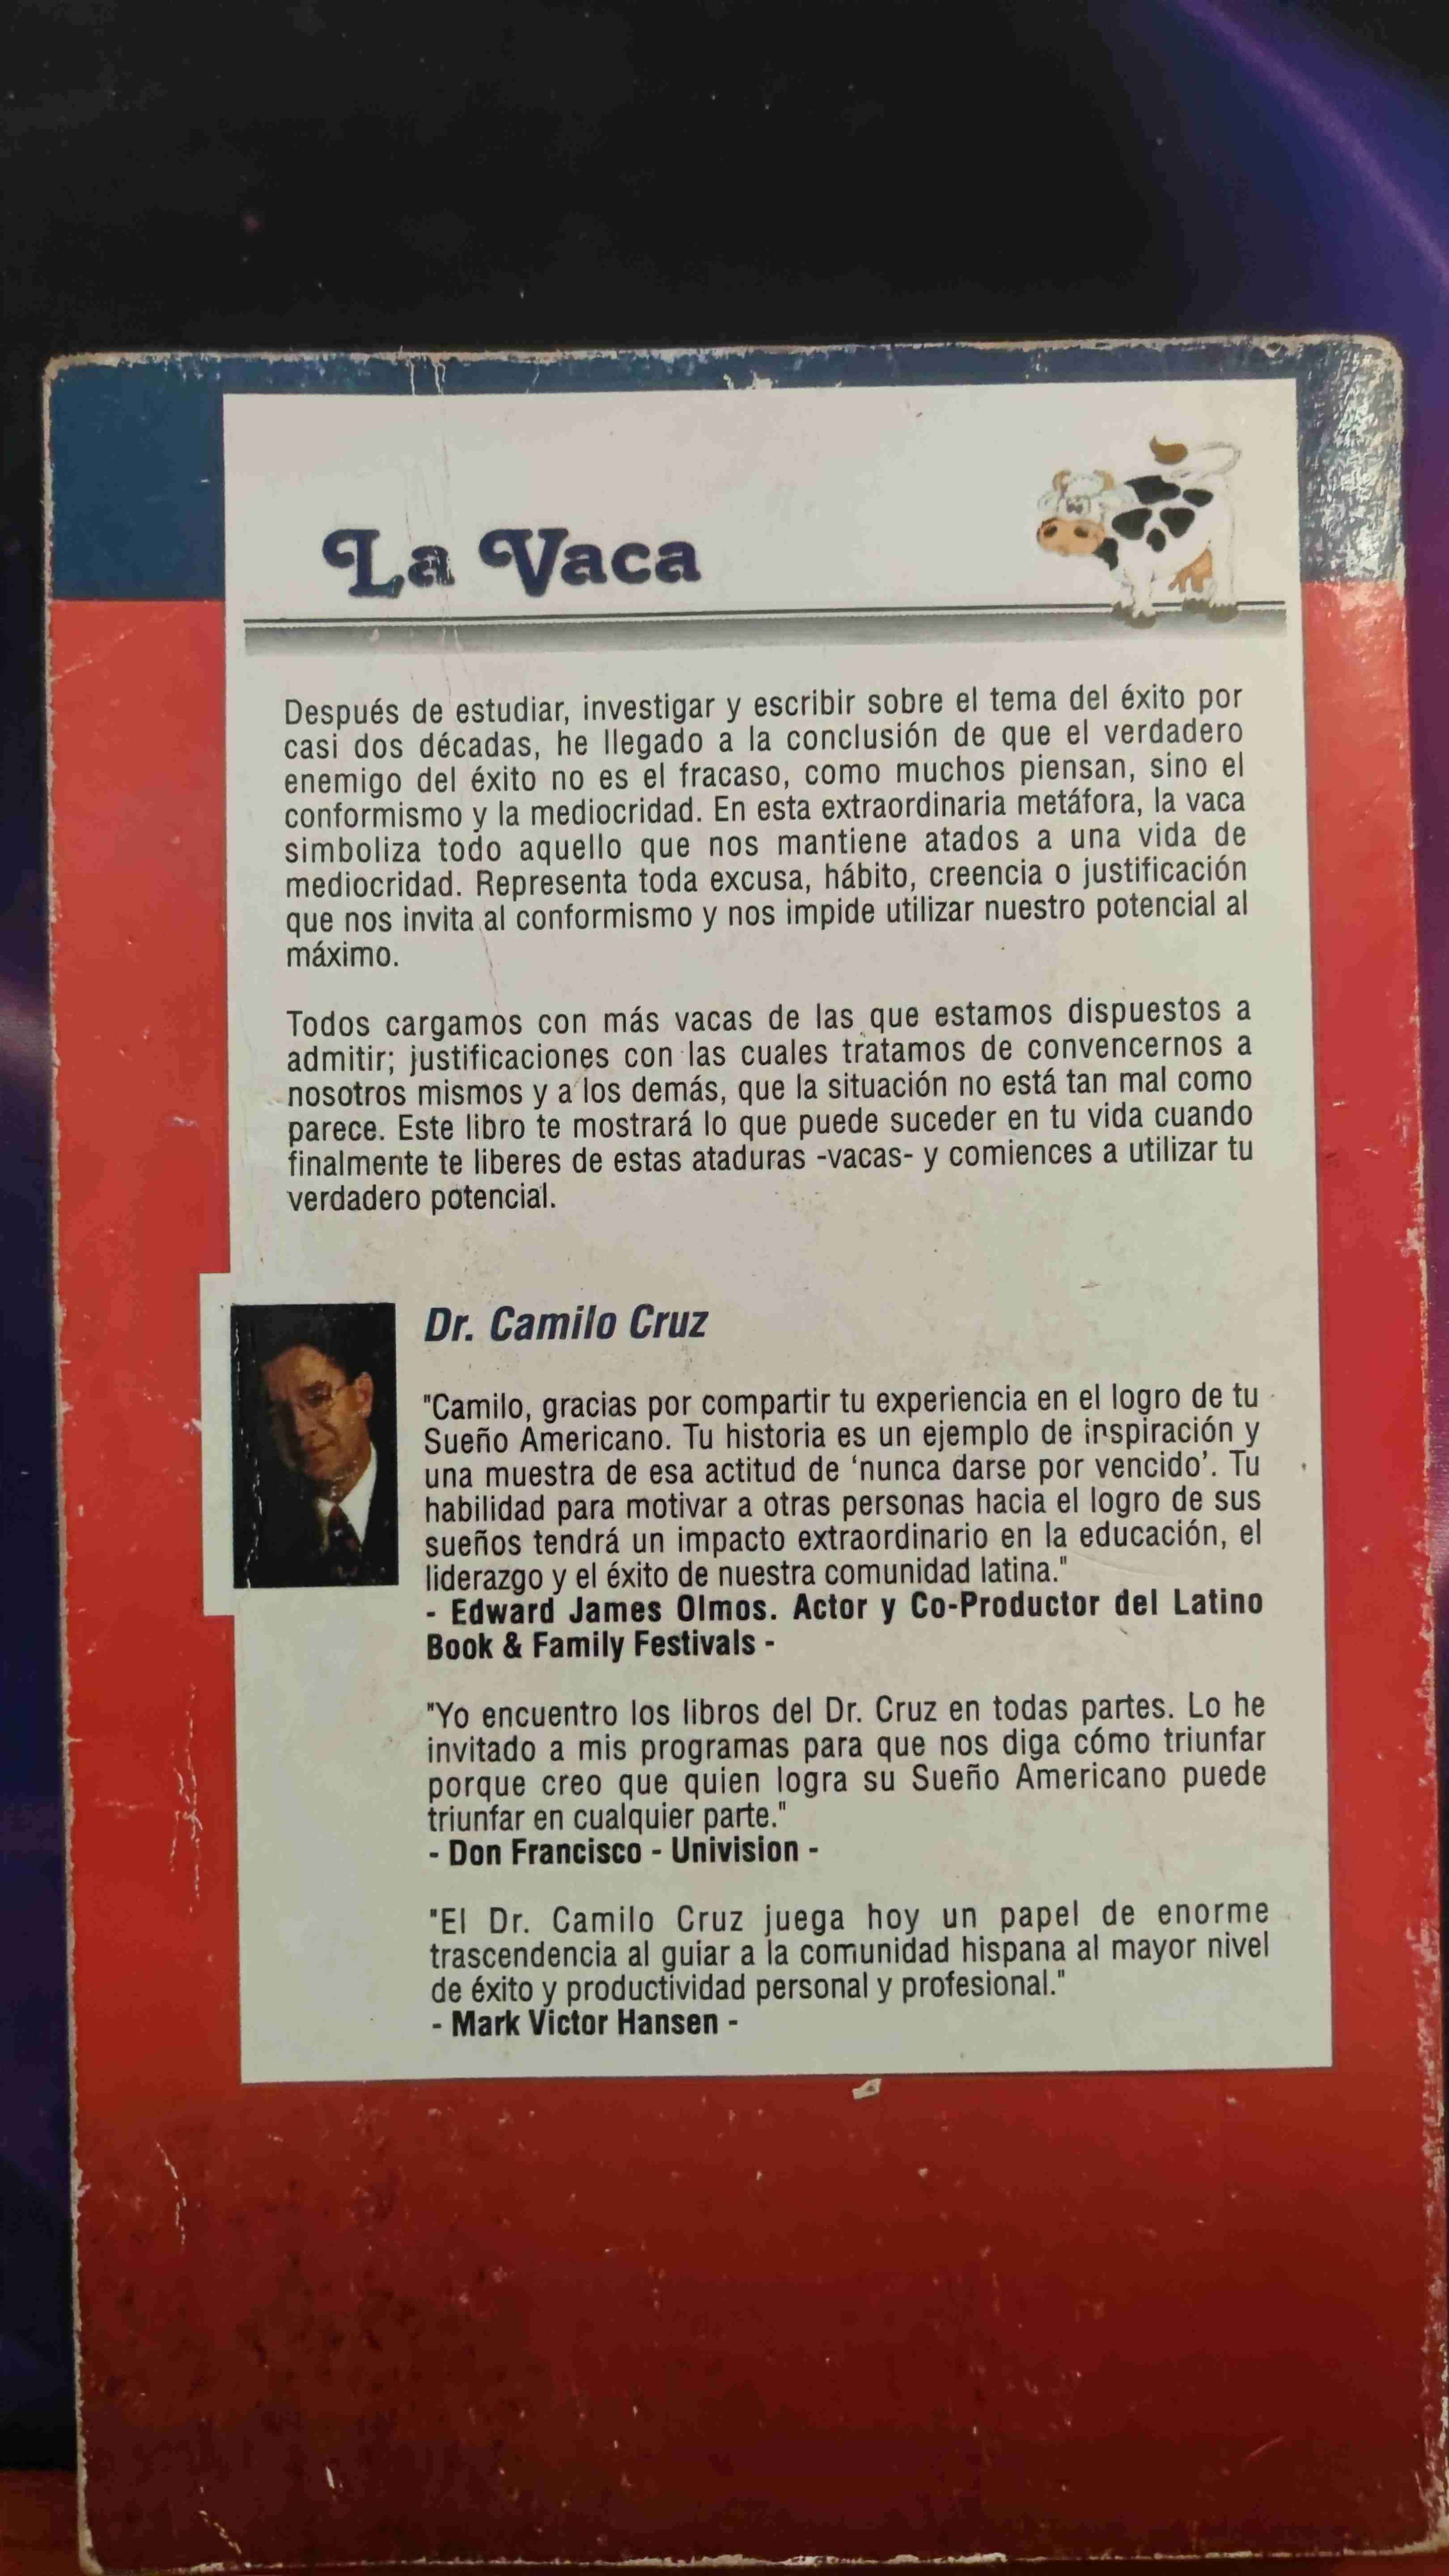 La Vaca
Después de estudiar, investigar y escribir sobre el tema del éxito por
casi dos décadas, he llegado a la conclusión de que el verdadero
enemigo del éxito no es el fracaso, como muchos piensan, sino el
conformismo y la mediocridad. En esta extraordinaria metáfora, la vaca
simboliza todo aquello que nos mantiene atados a una vida de
mediocridad. Representa toda excusa, hábito, creencia o justificación
que nos invita al conformismo y nos impide utilizar nuestro potencial al
máximo.
Todos cargamos con más vacas de las que estamos dispuestos a
admitir; justificaciones con las cuales tratamos de convencernos a
nosotros mismos y a los demás, que la situación no está tan mal como
parece. Este libro te mostrará lo que puede suceder en tu vida cuando
finalmente te liberes de estas ataduras -vacas- y comiences a utilizar tu
verdadero potencial.
Dr. Camilo Cruz
"Camilo, gracias por compartir tu experiencia en el logro de tu
Sueño Americano. Tu historia es un ejemplo de inspiración y
una muestra de esa actitud de ‘nunca darse por vencido’. Tu
habilidad para motivar a otras personas hacia el logro de sus
sueños tendrá un impacto extraordinario en la educación, el
liderazgo y el éxito de nuestra comunidad latina."
- Edward James Olmos. Actor y Co-Productor del Latino
Book & Family Festivals -
"Yo encuentro los libros del Dr. Cruz en todas partes. Lo he
invitado a mis programas para que nos diga cómo triunfar
porque creo que quien logra su Sueño Americano puede
triunfar en cualquier parte."
- Don Francisco - Univision -
"El Dr. Camilo Cruz juega hoy un papel de enorme
trascendencia al guiar a la comunidad hispana al mayor nivel
de éxito y productividad personal y profesional."
- Mark Victor Hansen -